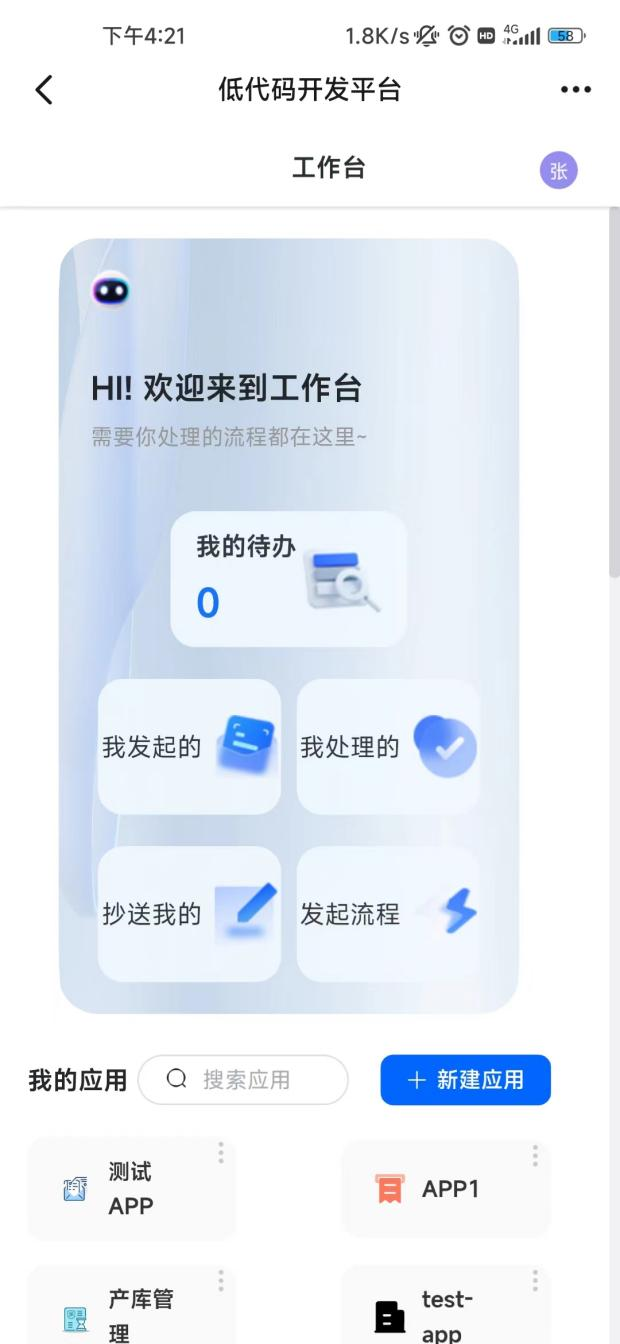 下午4:21
1.8K/s HD 4G 58
低代码开发平台
工作台
张
HI! 欢迎来到工作台
需要你处理的流程都在这里~
我的待办
0
我发起的
我处理的
抄送我的
发起流程
我的应用
搜索应用
+ 新建应用
测试
APP
APP1
产库管
理
test-
app